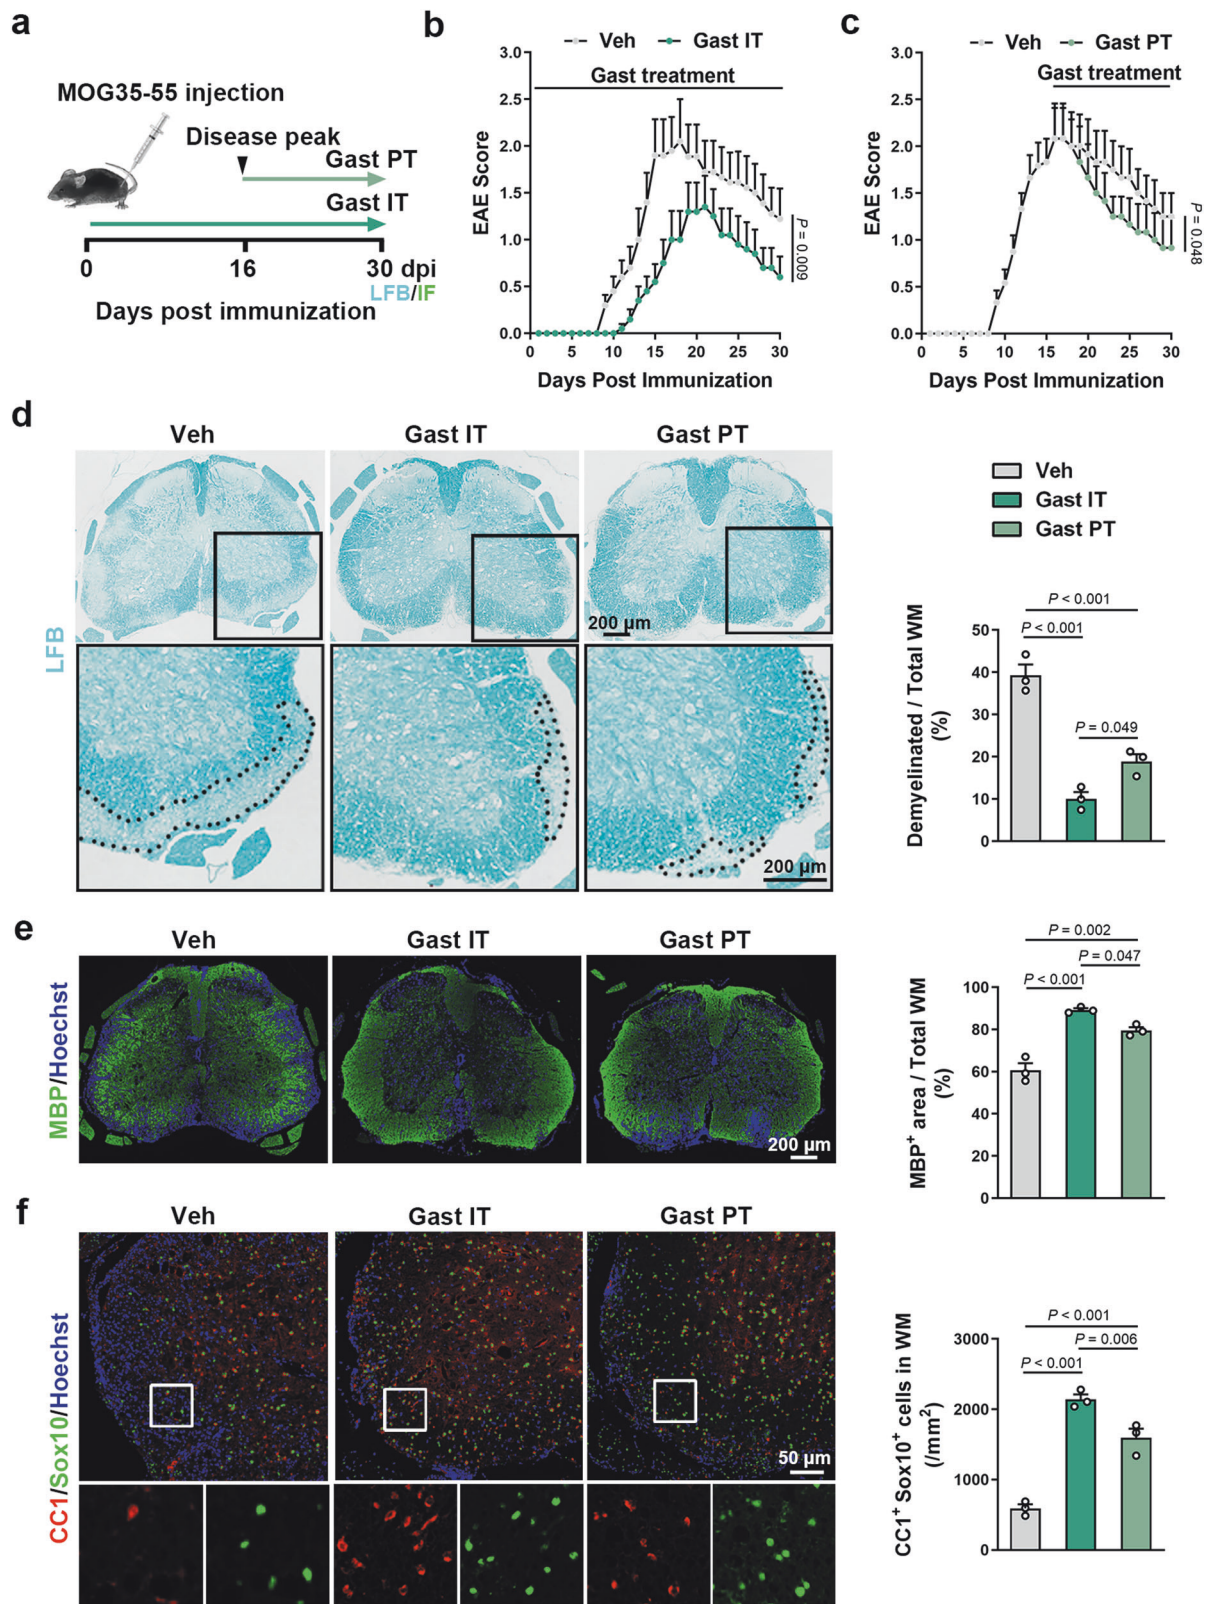 a
MOG35-55 injection
Disease peak
Gast PT
Gast IT
0 16 30 dpi
LFB/IF
Days post immunization
b
Veh Gast IT
Gast treatment
3.0
2.5
2.0
1.5
1.0
0.5
0.0
EAE Score
0 5 10 15 20 25 30
Days Post Immunization
P = 0.009
c
Veh Gast PT
Gast treatment
3.0
2.5
2.0
1.5
1.0
0.5
0.0
EAE Score
0 5 10 15 20 25 30
Days Post Immunization
P = 0.048
d
Veh Gast IT Gast PT
LFB
200 µm
200 µm
Veh
Gast IT
Gast PT
P < 0.001
P < 0.001
P = 0.049
Demyelinated / Total WM
(%)
50
40
30
20
10
0
e
Veh Gast IT Gast PT
MBP/Hoechst
200 µm
P = 0.002
P = 0.047
P < 0.001
MBP+ area / Total WM
(%)
100
80
60
40
20
0
f
Veh Gast IT Gast PT
CC1/Sox10/Hoechst
50 µm
P < 0.001
P = 0.006
P < 0.001
CC1+ Sox10+ cells in WM
(/mm2)
3000
2000
1000
0